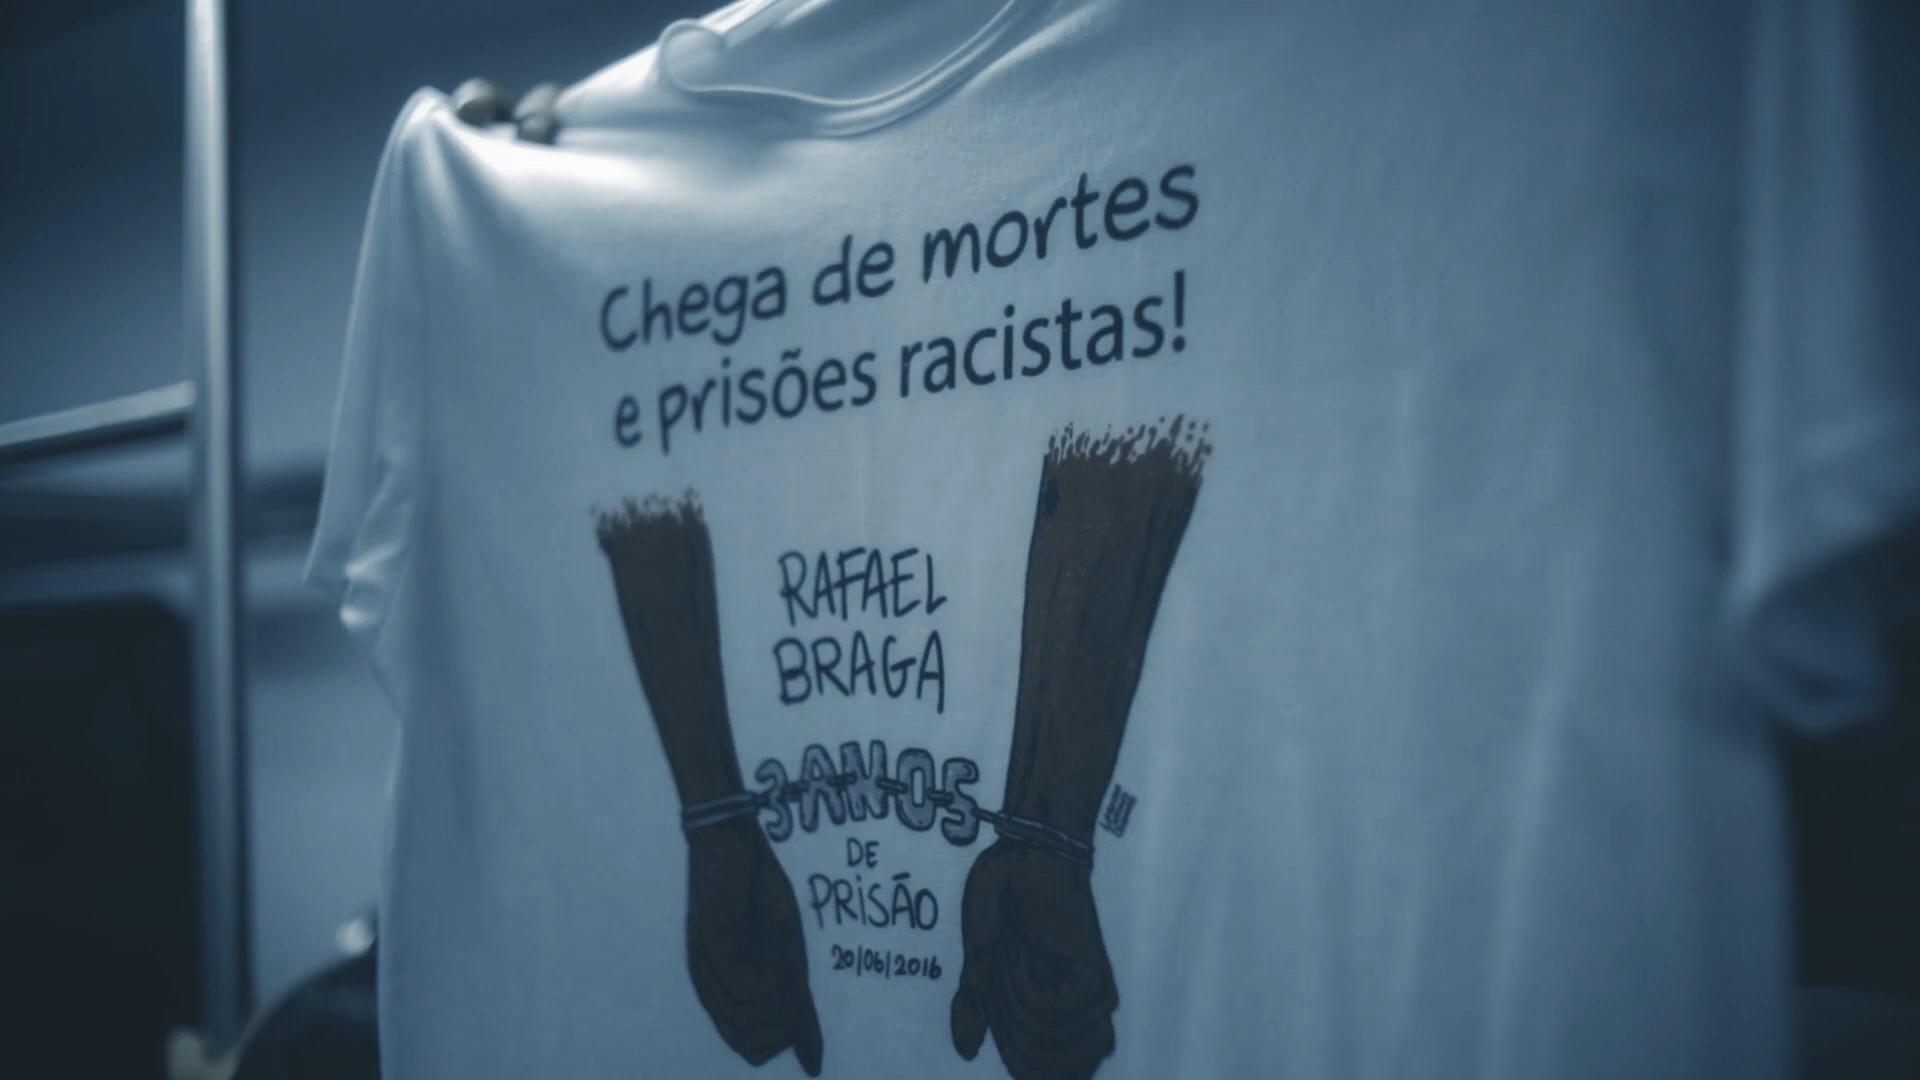 Chega de mortes
e prisões racistas!
RAFAEL
BRAGA
3 ANOS
DE
PRISÃO
20/06/2016